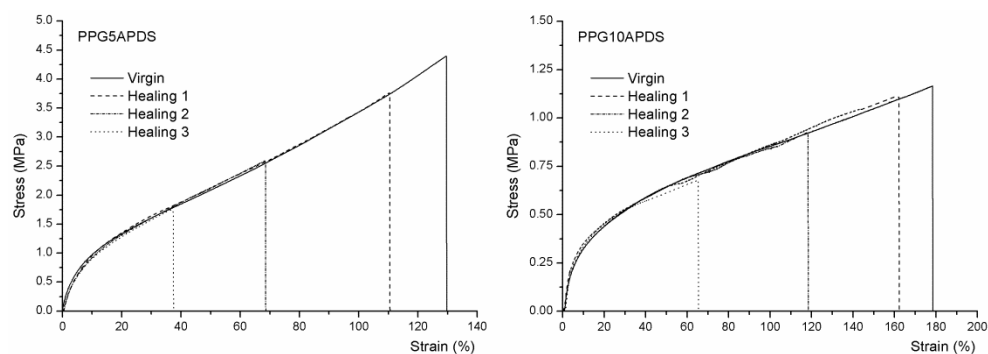 PPG5APDS
Virgin
Healing 1
Healing 2
Healing 3
Stress (MPa)
5.0
4.5
4.0
3.5
3.0
2.5
2.0
1.5
1.0
0.5
0.0
0 20 40 60 80 100 120 140
Strain (%)
PPG10APDS
Virgin
Healing 1
Healing 2
Healing 3
Stress (MPa)
1.50
1.25
1.00
0.75
0.50
0.25
0.00
0 20 40 60 80 100 120 140 160 180 200
Strain (%)